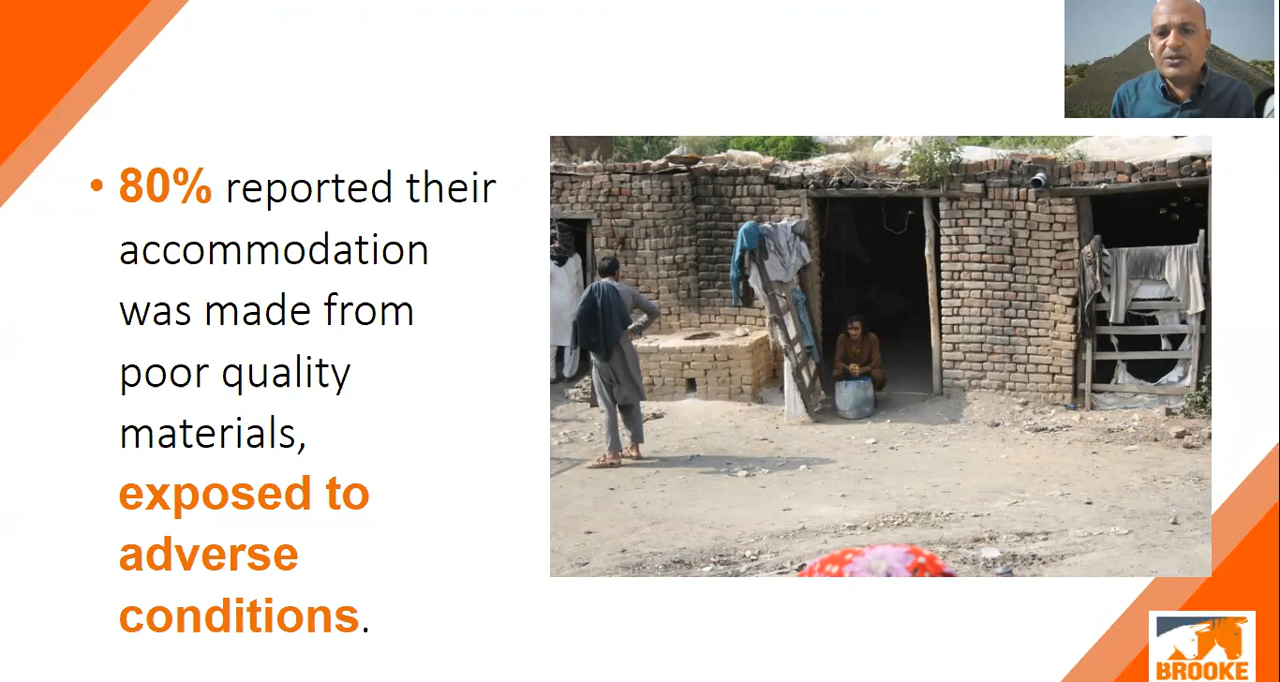 • 80% reported their
accommodation
was made from
poor quality
materials,
exposed to
adverse
conditions.
BROOKE